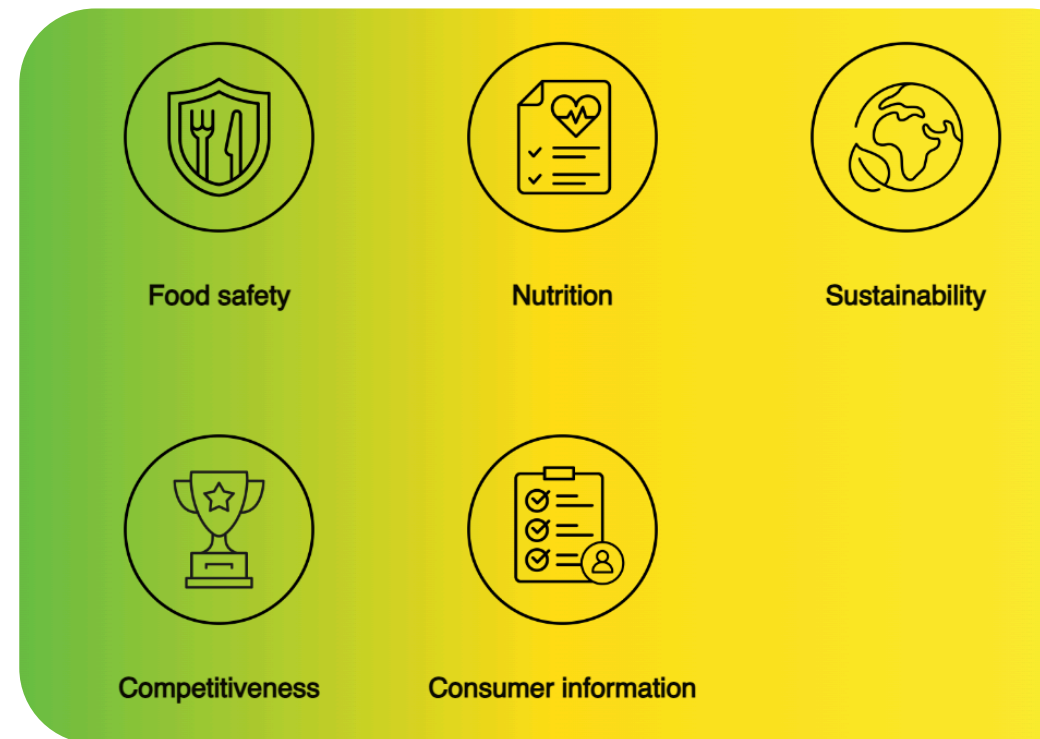 Food safety
Nutrition
Sustainability
Competitiveness
Consumer information